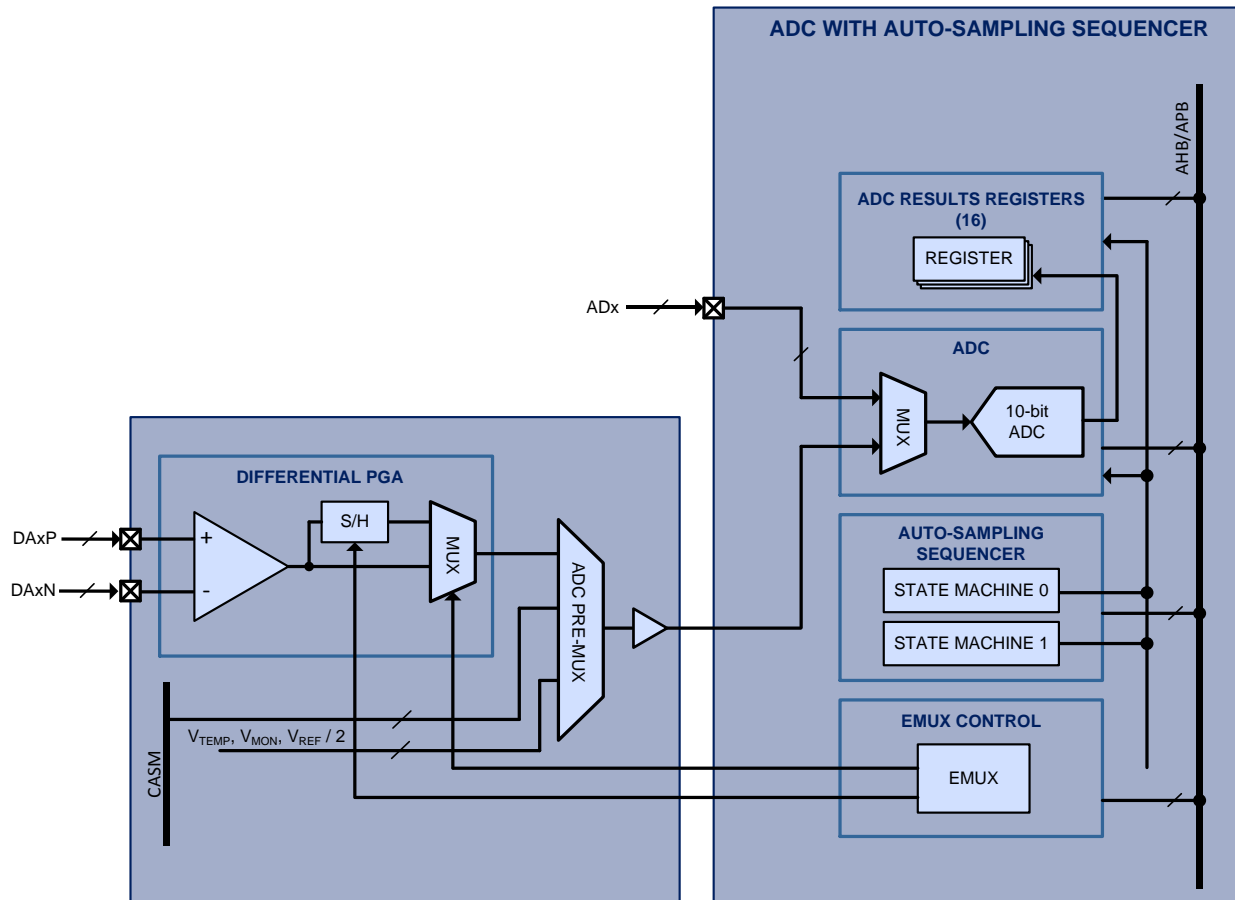 ADC WITH AUTO-SAMPLING SEQUENCER
AHB/APB
ADC RESULTS REGISTERS
(16)
REGISTER
ADx
ADC
MUX
10-bit
ADC
DIFFERENTIAL PGA
S/H
MUX
DAxP
+
DAxN
-
ADC PRE-MUX
AUTO-SAMPLING
SEQUENCER
STATE MACHINE 0
STATE MACHINE 1
CASM
VTEMP, VMON, VREF / 2
EMUX CONTROL
EMUX